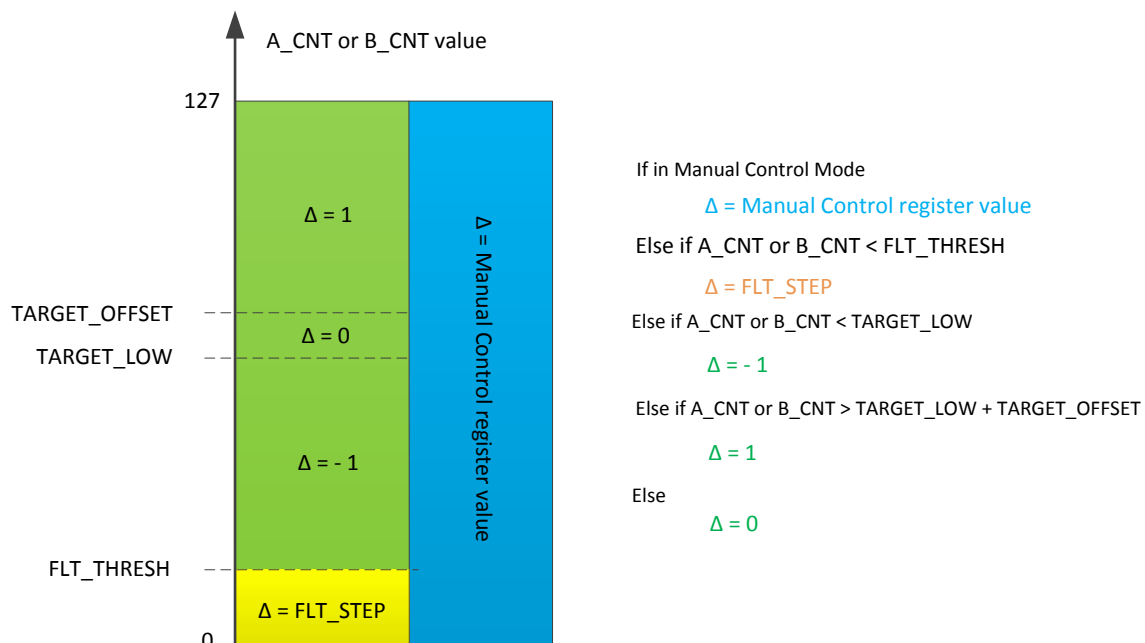 A_CNT or B_CNT value
127
Δ = 1
TARGET_OFFSET
Δ = 0
TARGET_LOW
Δ = - 1
FLT_THRESH
Δ = FLT_STEP
0
Δ = Manual Control register value
If in Manual Control Mode
Δ = Manual Control register value
Else if A_CNT or B_CNT < FLT_THRESH
Δ = FLT_STEP
Else if A_CNT or B_CNT < TARGET_LOW
Δ = - 1
Else if A_CNT or B_CNT > TARGET_LOW + TARGET_OFFSET
Δ = 1
Else
Δ = 0